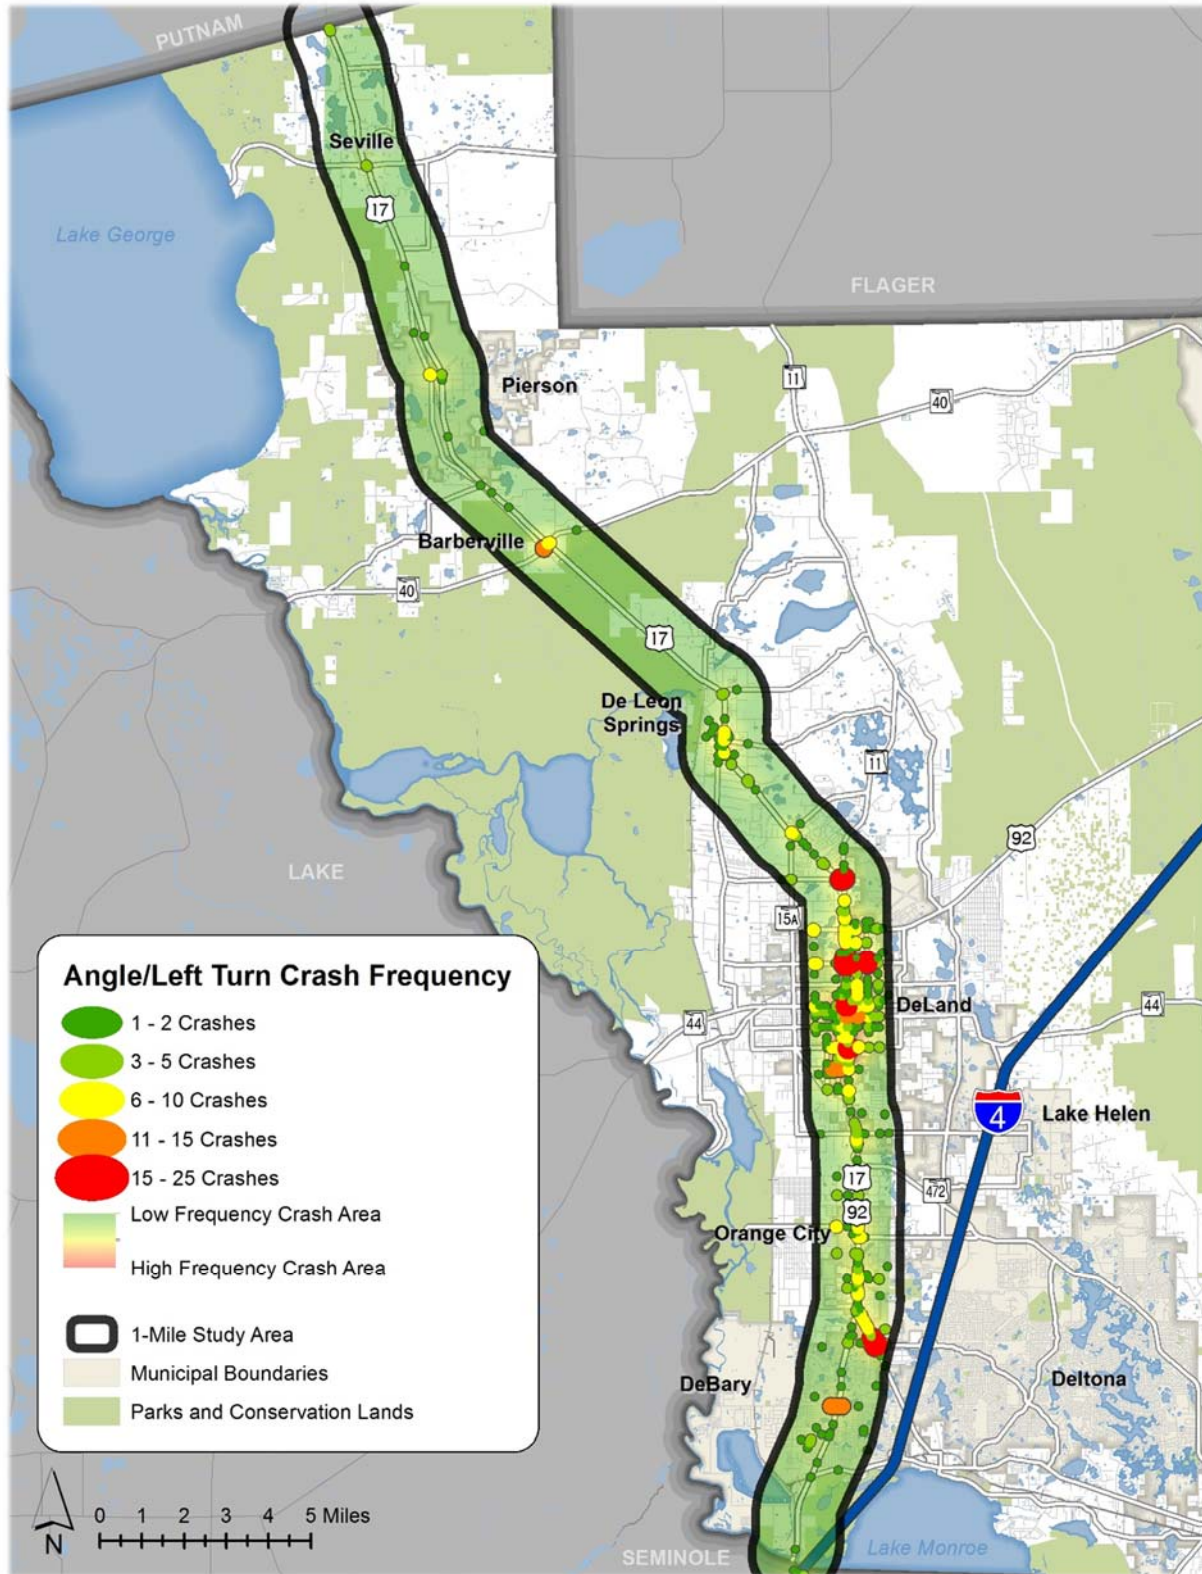 PUTNAM
Seville
17
Lake George
FLAGER
Pierson
11
40
Barberville
40
17
De Leon
Springs
11
92
LAKE
15A
DeLand
44
44
4
Lake Helen
17
472
92
Orange City
DeBary
Deltona
SEMINOLE
Lake Monroe
Angle/Left Turn Crash Frequency
1 - 2 Crashes
3 - 5 Crashes
6 - 10 Crashes
11 - 15 Crashes
15 - 25 Crashes
Low Frequency Crash Area
High Frequency Crash Area
1-Mile Study Area
Municipal Boundaries
Parks and Conservation Lands
N
0 1 2 3 4 5 Miles